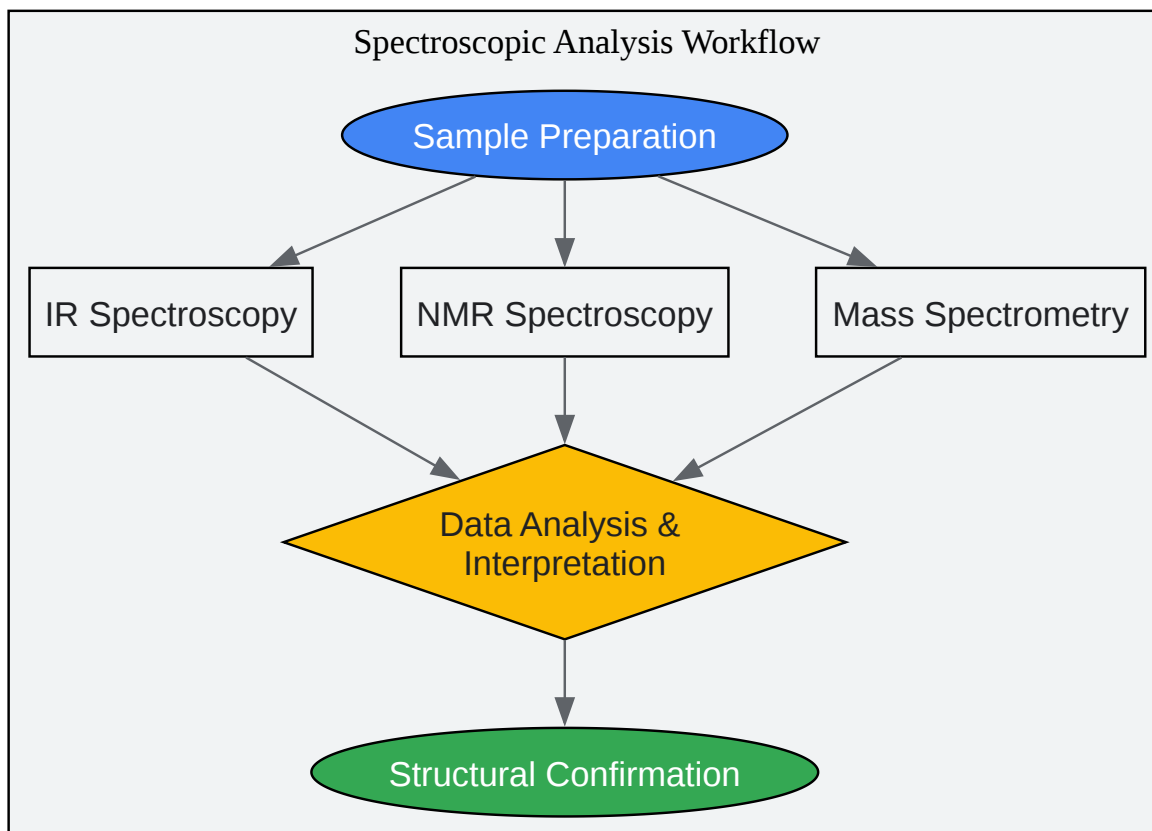 Spectroscopic Analysis Workflow
Sample Preparation
IR Spectroscopy
NMR Spectroscopy
Mass Spectrometry
Data Analysis &
Interpretation
Structural Confirmation